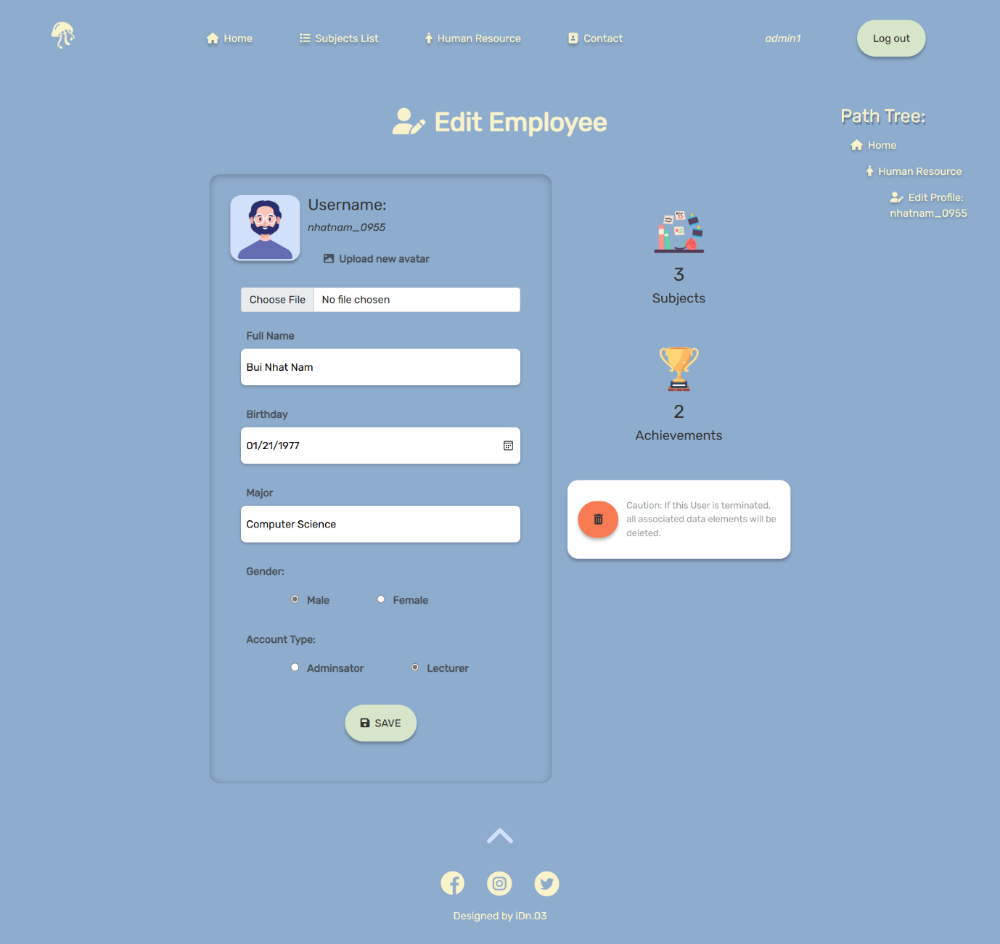 Home
Subjects List
Human Resource
Contact
admin1
Log out
Edit Employee
Path Tree:
Home
Human Resource
Edit Profile:
nhatnam_0955
Username:
nhatnam_0955
Upload new avatar
Choose File
No file chosen
Full Name
Bui Nhat Nam
Birthday
01/21/1977
Major
Computer Science
Gender:
Male
Female
Account Type:
Adminsator
Lecturer
SAVE
3
Subjects
2
Achievements
Caution: If this User is terminated,
all associated data elements will be
deleted.
Designed by iDn.03